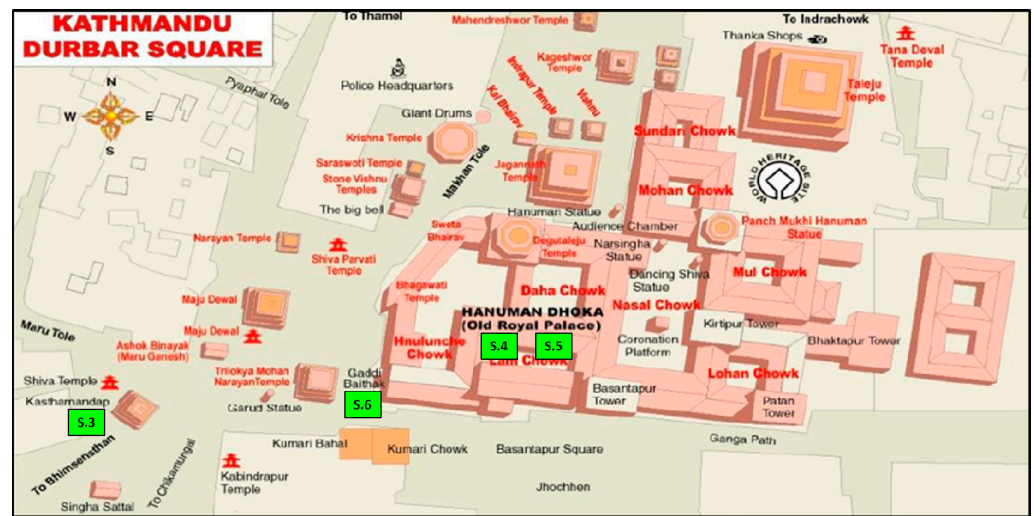 KATHMANDU
DURBAR SQUARE
To Thamel
Mahendreshwor Temple
To Indrachowk
Thanka Shops
Tana Deval
Temple
Kageshwor
Temple
Police Headquarters
Pyaphal Tole
N
W
E
S
Indrapur Temple
Kal Bhairav
Vishnu
Taleju
Temple
Giant Drums
Krishna Temple
Makhan Tole
Sundari Chowk
Saraswoti Temple
Stone Vishnu
Temples
Jagannath
Temple
Mohan Chowk
WORLD HERITAGE SITE
The big bell
Hanuman Statue
Audience Chamber
Sweta
Bhairav
Degutaleju
Temple
Narsingha
Statue
Panch Mukhi Hanuman
Statue
Narayan Temple
Shiva Parvati
Temple
Dancing Shiva
Statue
Mul Chowk
Bhagawati
Temple
Daha Chowk
Nasal Chowk
Maju Dewal
HANUMAN DHOKA
(Old Royal Palace)
Kirtipur Tower
Maru Tole
Maju Dewal
Hnulunche
Chowk
S.4
S.5
Lam Chowk
Coronation
Platform
Bhaktapur Tower
Ashok Binayak
(Maru Ganesh)
Trilokya Mohan
NarayanTemple
Gaddi
Baithak
Lohan Chowk
Shiva Temple
Kasthamandap
S.3
Garud Statue
S.6
Basantapur
Tower
Patan
Tower
Ganga Path
Kumari Bahal
Kumari Chowk
Basantapur Square
To Bhimsensthan
To Chikamungal
Kabindrapur
Temple
Jhochhen
Singha Sattal